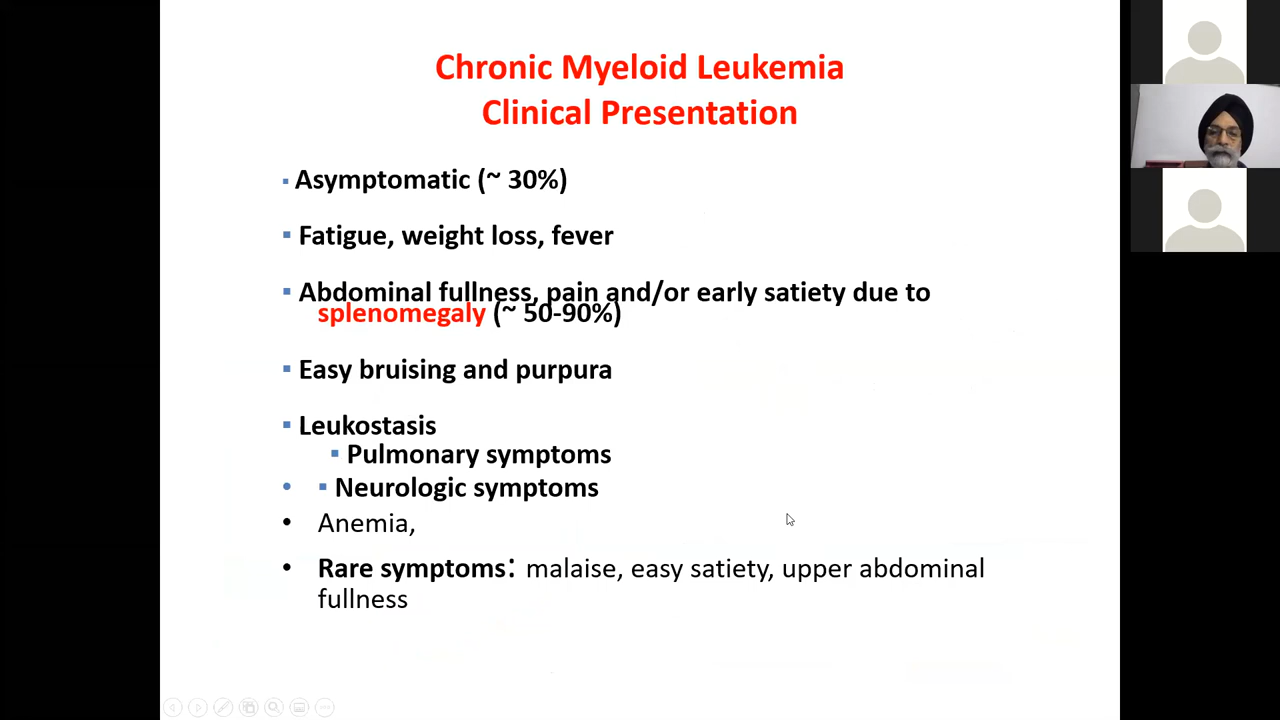 Chronic Myeloid Leukemia
Clinical Presentation
▪ Asymptomatic (~ 30%)
▪ Fatigue, weight loss, fever
▪ Abdominal fullness, pain and/or early satiety due to
splenomegaly (~ 50-90%)
▪ Easy bruising and purpura
▪ Leukostasis
▪ Pulmonary symptoms
• ▪ Neurologic symptoms
• Anemia,
• Rare symptoms: malaise, easy satiety, upper abdominal
fullness